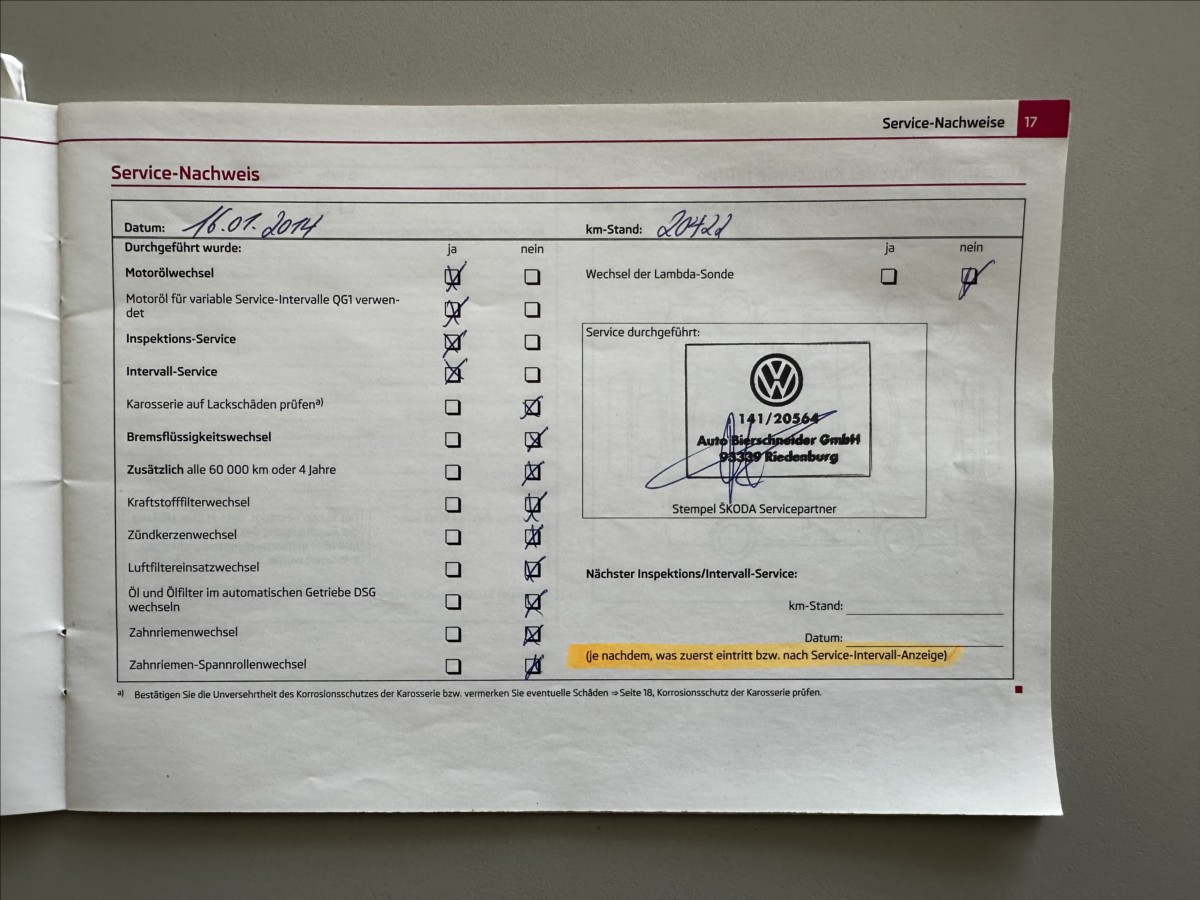 Service-Nachweise 17
Service-Nachweis
Datum: 16.01.2014 km-Stand: 20422
Durchgeführt wurde: ja nein ja nein
Motorölwechsel
Wechsel der Lambda-Sonde
Motoröl für variable Service-Intervalle QG1 verwen-
det
Inspektions-Service
Intervall-Service
Karosserie auf Lackschäden prüfena)
Bremsflüssigkeitswechsel
Zusätzlich alle 60 000 km oder 4 Jahre
Kraftstofffilterwechsel
Zündkerzenwechsel
Luftfiltereinsatzwechsel
Öl und Ölfilter im automatischen Getriebe DSG
wechseln
Zahnriemenwechsel
Zahnriemen-Spannrollenwechsel
Service durchgeführt:
VW
141/20564
Auto Bierschneider GmbH
93339 Riedenburg
Stempel ŠKODA Servicepartner
Nächster Inspektions/Intervall-Service:
km-Stand:
Datum:
(je nachdem, was zuerst eintritt bzw. nach Service-Intervall-Anzeige)
a) Bestätigen Sie die Unversehrtheit des Korrosionsschutzes der Karosserie bzw. vermerken Sie eventuelle Schäden ⇒ Seite 18, Korrosionsschutz der Karosserie prüfen.